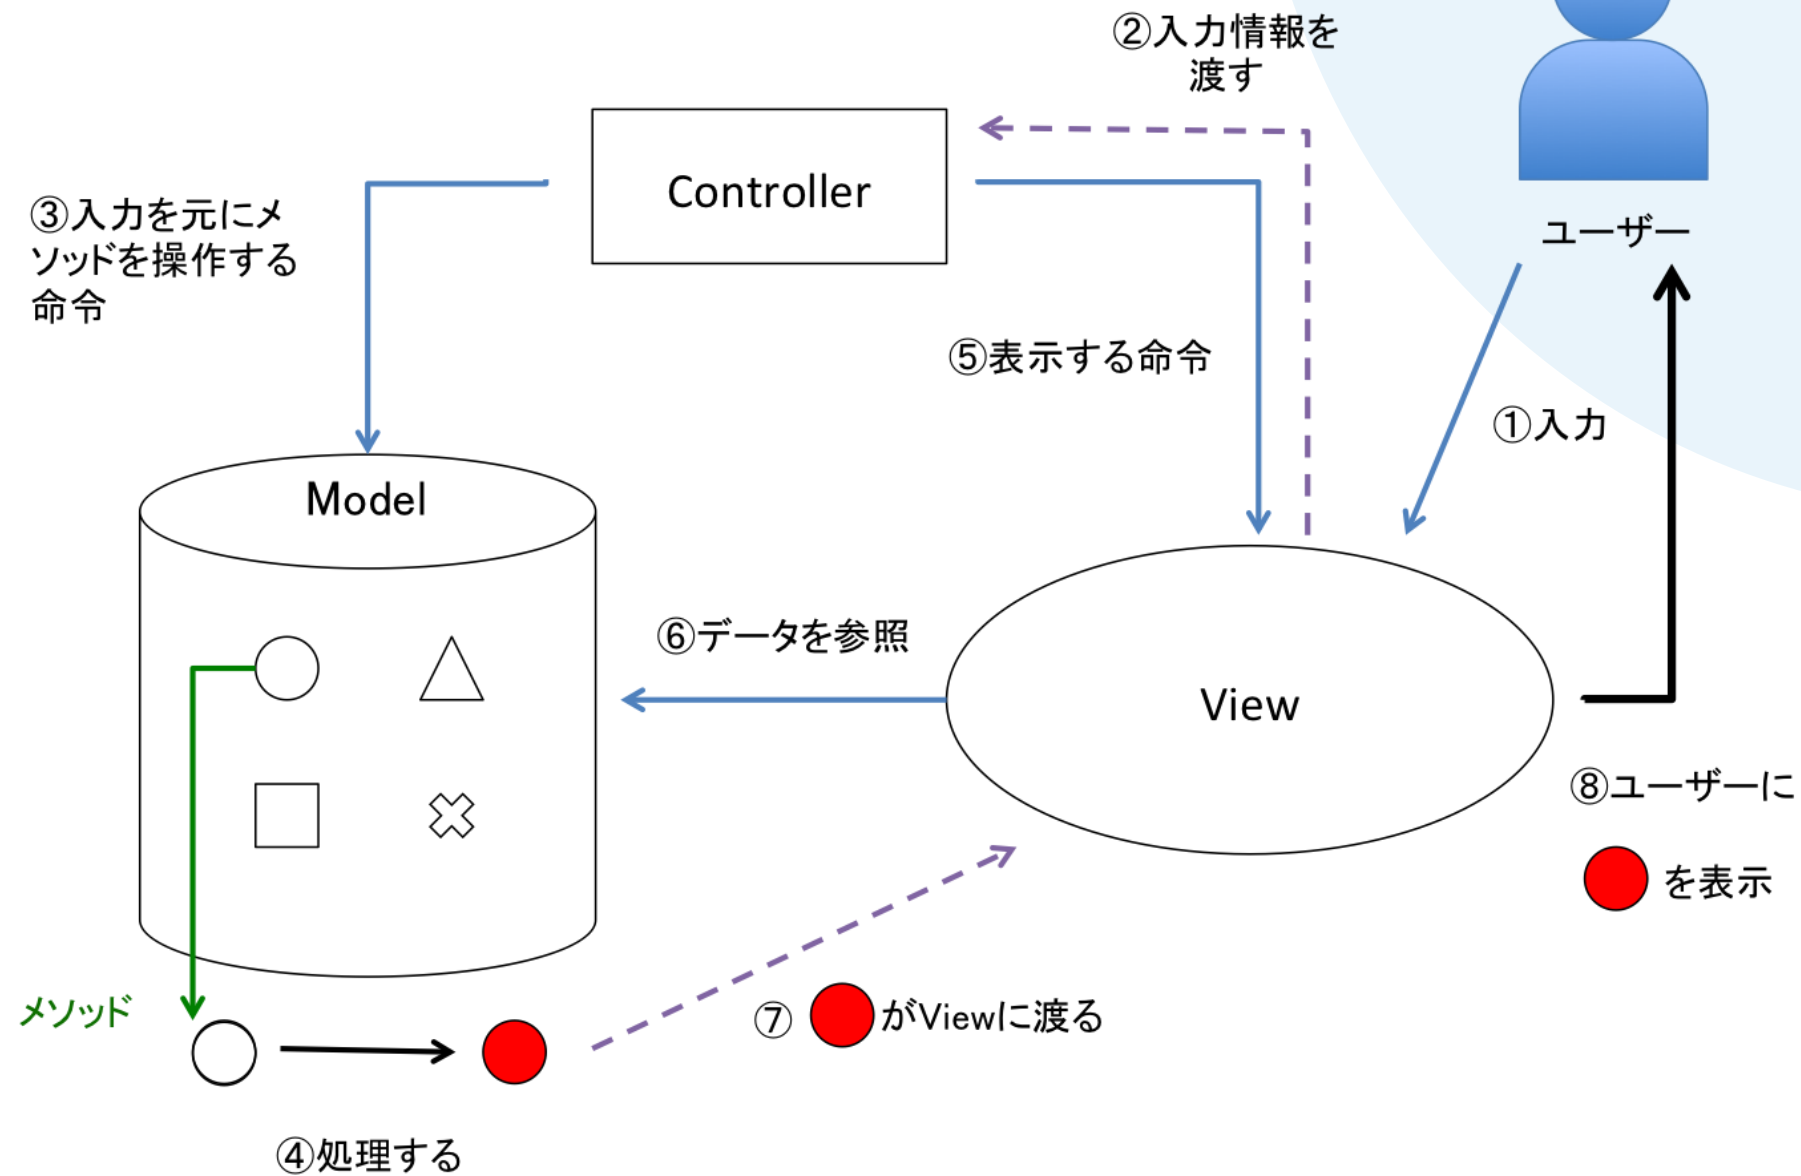 ②入力情報を
渡す
Controller
ユーザー
③入力を元にメ
ソッドを操作する
命令
⑤表示する命令
①入力
Model
⑥データを参照
View
⑧ユーザーに
を表示
メソッド
⑦
がViewに渡る
④処理する